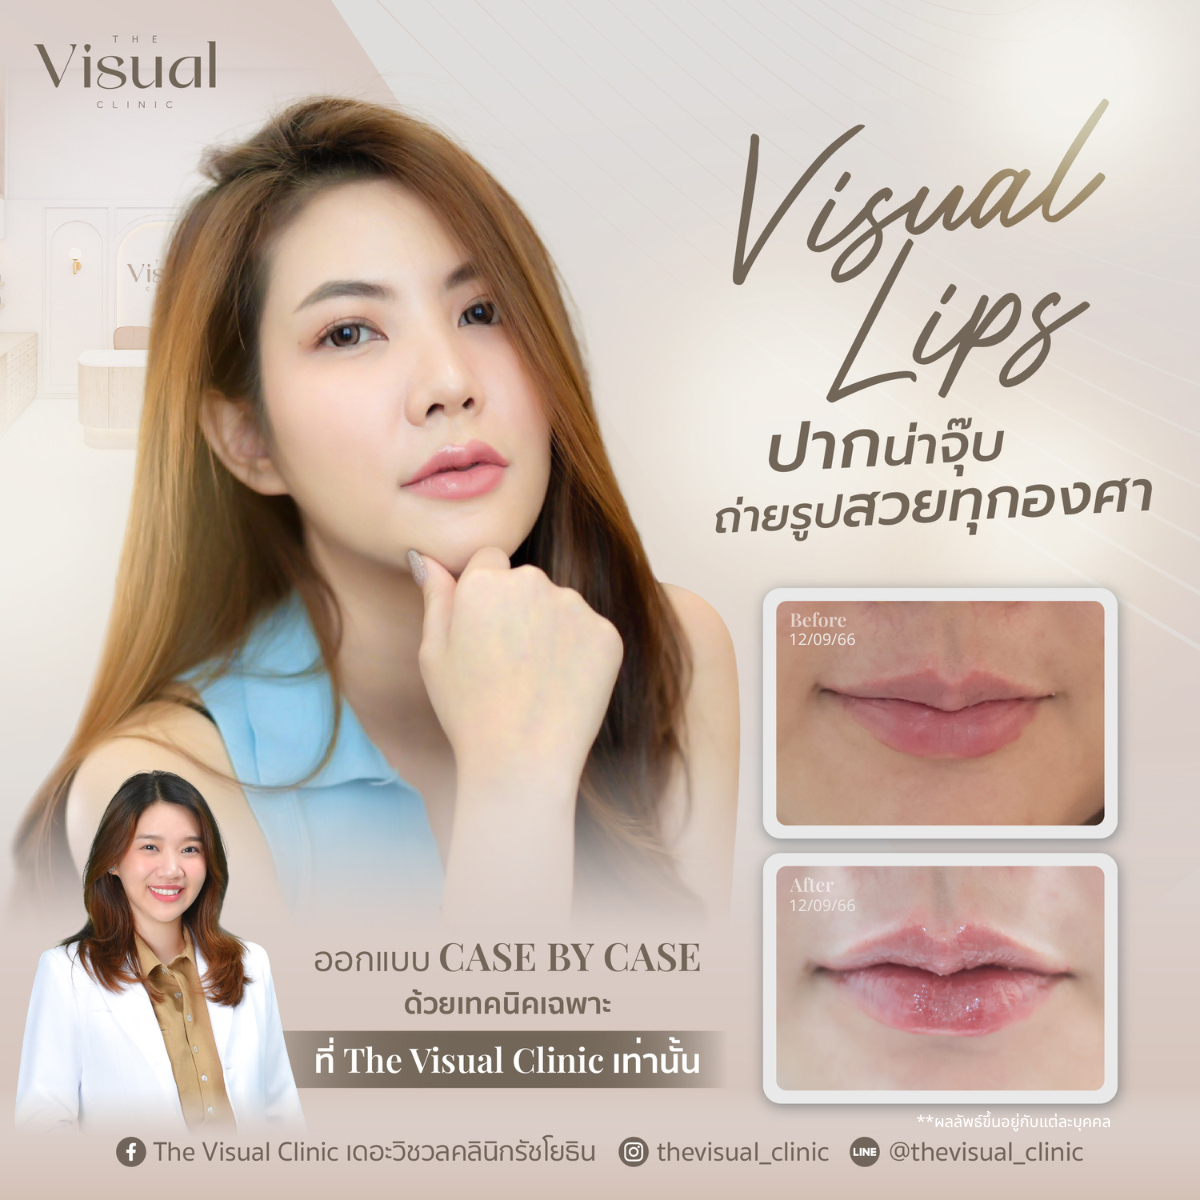 THE
Visual
CLINIC
Visual
Lips
ปากน่าจุ๊บ
ถ่ายรูปสวยทุกองศา
Before
12/09/66
After
12/09/66
ออกแบบ CASE BY CASE
ด้วยเทคนิคเฉพาะ
ที่ The Visual Clinic เท่านั้น
**ผลลัพธ์ขึ้นอยู่กับแต่ละบุคคล
The Visual Clinic เดอะวิชวลคลินิกรัชโยธิน thevisual_clinic LINE @thevisual_clinic